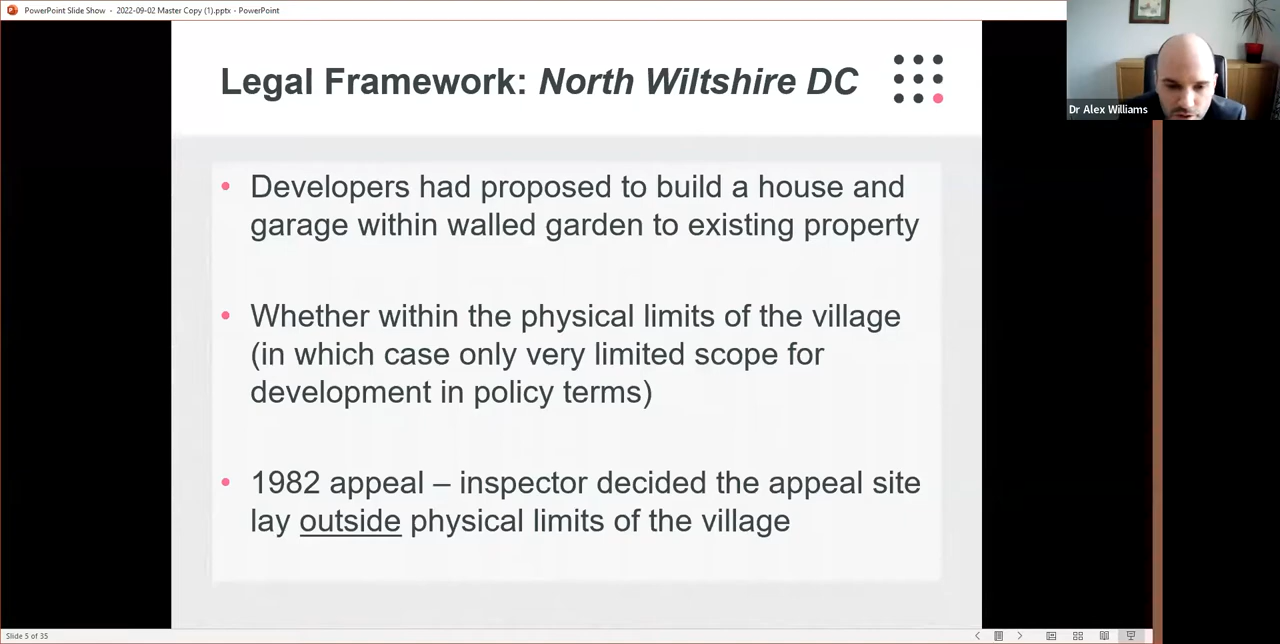 PowerPoint Slide Show - 2022-09-02 Master Copy (1).pptx - PowerPoint
Dr Alex Williams
Legal Framework: North Wiltshire DC
• Developers had proposed to build a house and
garage within walled garden to existing property
• Whether within the physical limits of the village
(in which case only very limited scope for
development in policy terms)
• 1982 appeal – inspector decided the appeal site
lay outside physical limits of the village
Slide 5 of 35